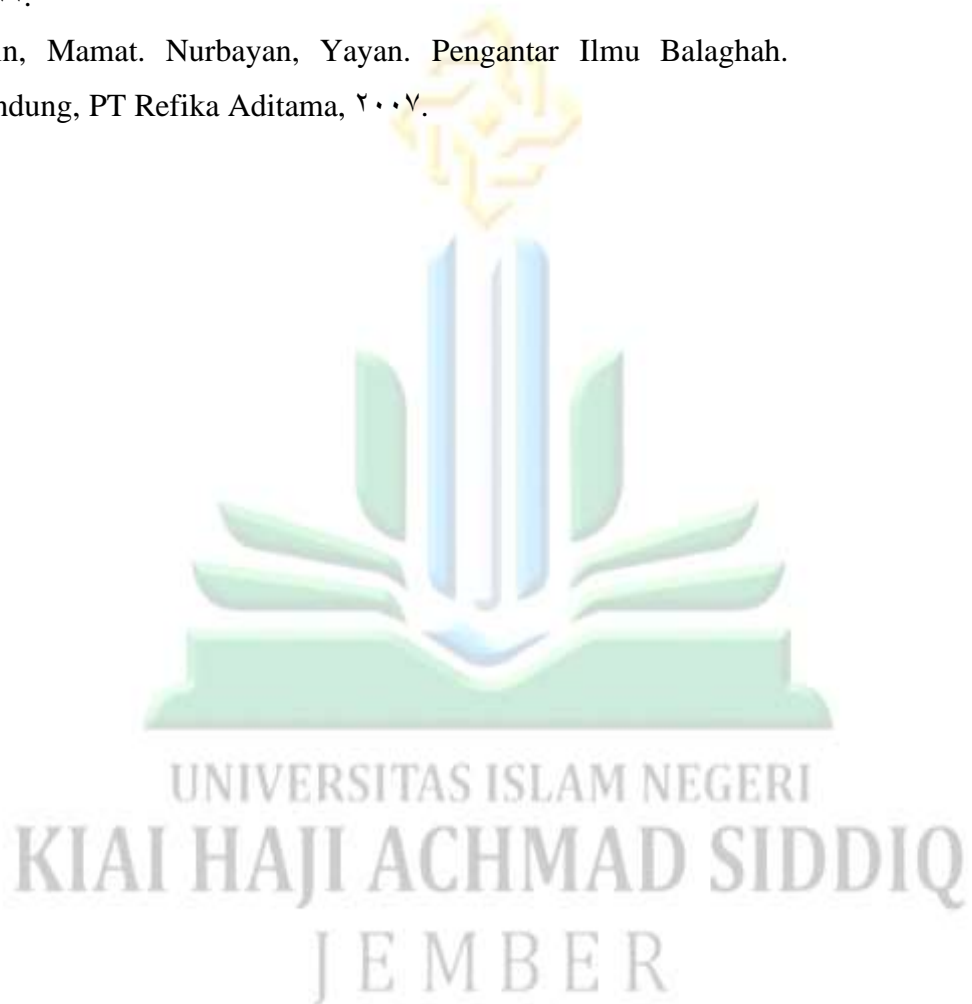 in, Mamat. Nurbayan, Yayan. Pengantar Ilmu Balaghah.
ndung, PT Refika Aditama, ٢٠٠٧.
UNIVERSITAS ISLAM NEGERI
KIAI HAJI ACHMAD SIDDIQ
JEMBER